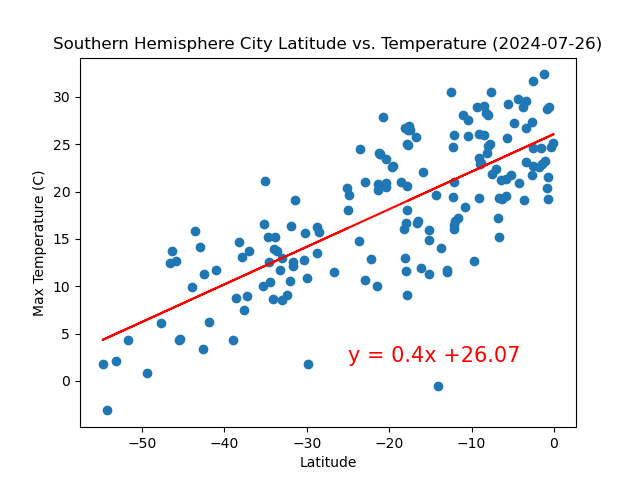 Southern Hemisphere City Latitude vs. Temperature (2024-07-26)
Max Temperature (C)
30
25
20
15
10
5
0
y = 0.4x +26.07
−50 −40 −30 −20 −10 0
Latitude